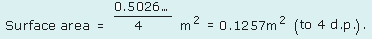 Surface area = 0.5026… / 4 m² = 0.1257m² (to 4 d.p.).